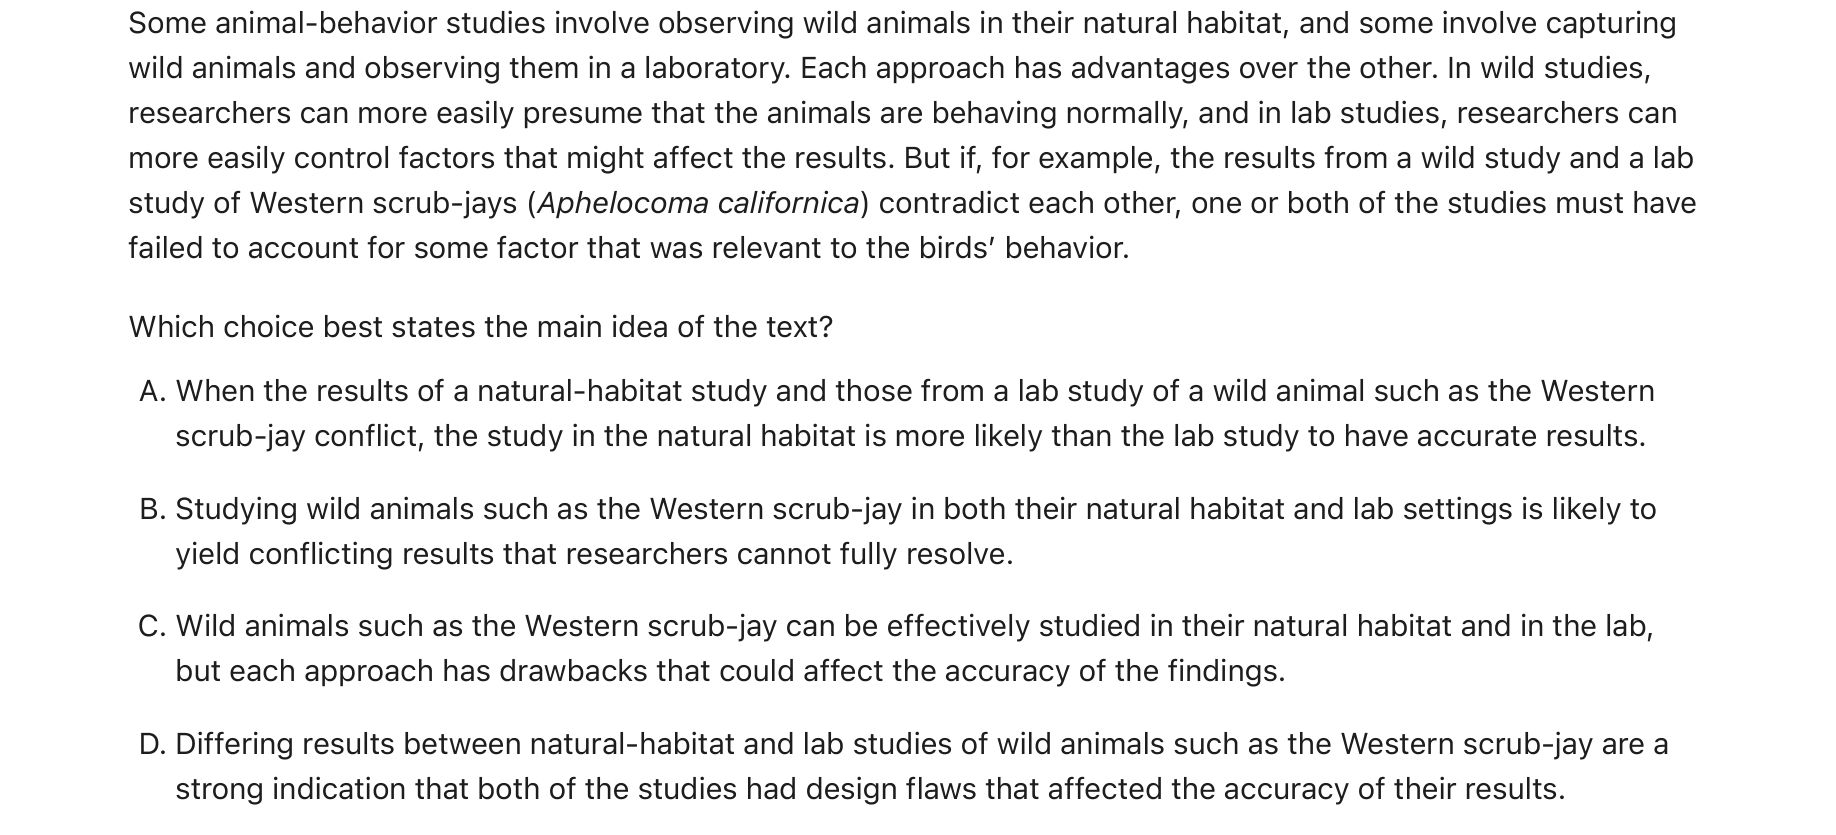 Some animal-behavior studies involve observing wild animals in their natural habitat, and some involve capturing
wild animals and observing them in a laboratory. Each approach has advantages over the other. In wild studies,
researchers can more easily presume that the animals are behaving normally, and in lab studies, researchers can
more easily control factors that might affect the results. But if, for example, the results from a wild study and a lab
study of Western scrub-jays (Aphelocoma californica) contradict each other, one or both of the studies must have
failed to account for some factor that was relevant to the birds’ behavior.
Which choice best states the main idea of the text?
A. When the results of a natural-habitat study and those from a lab study of a wild animal such as the Western
scrub-jay conflict, the study in the natural habitat is more likely than the lab study to have accurate results.
B. Studying wild animals such as the Western scrub-jay in both their natural habitat and lab settings is likely to
yield conflicting results that researchers cannot fully resolve.
C. Wild animals such as the Western scrub-jay can be effectively studied in their natural habitat and in the lab,
but each approach has drawbacks that could affect the accuracy of the findings.
D. Differing results between natural-habitat and lab studies of wild animals such as the Western scrub-jay are a
strong indication that both of the studies had design flaws that affected the accuracy of their results.